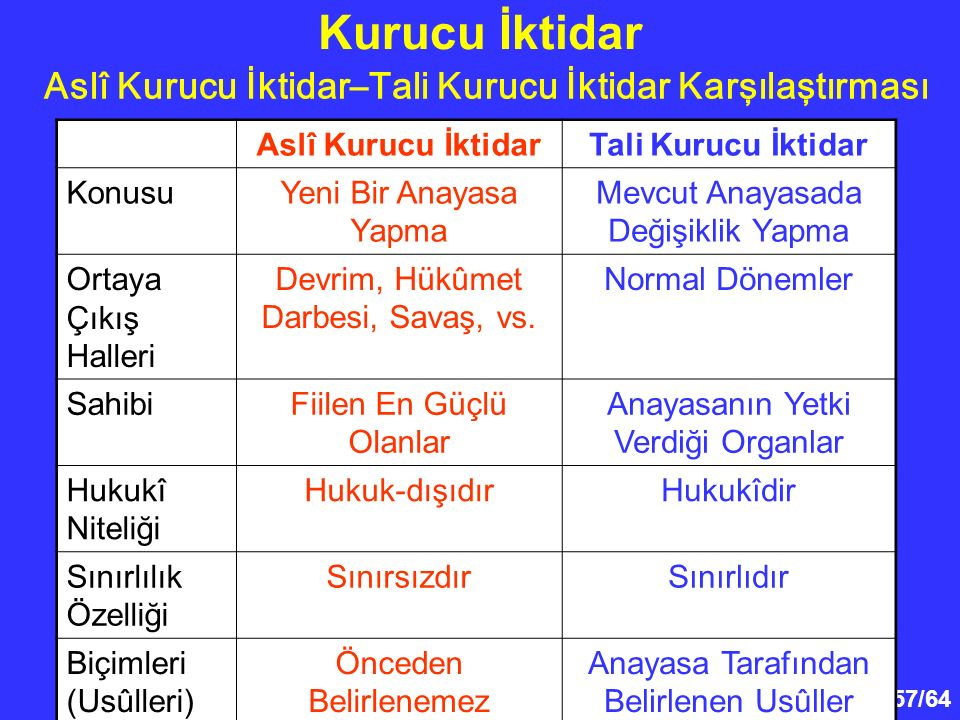 Kurucu İktidar
Aslî Kurucu İktidar–Tali Kurucu İktidar Karşılaştırması
Aslî Kurucu İktidar Tali Kurucu İktidar
Konusu
Yeni Bir Anayasa
Yapma
Mevcut Anayasada
Değişiklik Yapma
Ortaya
Çıkış
Halleri
Devrim, Hükûmet
Darbesi, Savaş, vs.
Normal Dönemler
Sahibi
Fiilen En Güçlü
Olanlar
Anayasanın Yetki
Verdiği Organlar
Hukukî
Niteliği
Hukuk-dışıdır
Hukukîdir
Sınırlılık
Özelliği
Sınırsızdır
Sınırlıdır
Biçimleri
(Usûlleri)
Önceden
Belirlenemez
Anayasa Tarafından
Belirlenen Usûller
57/64